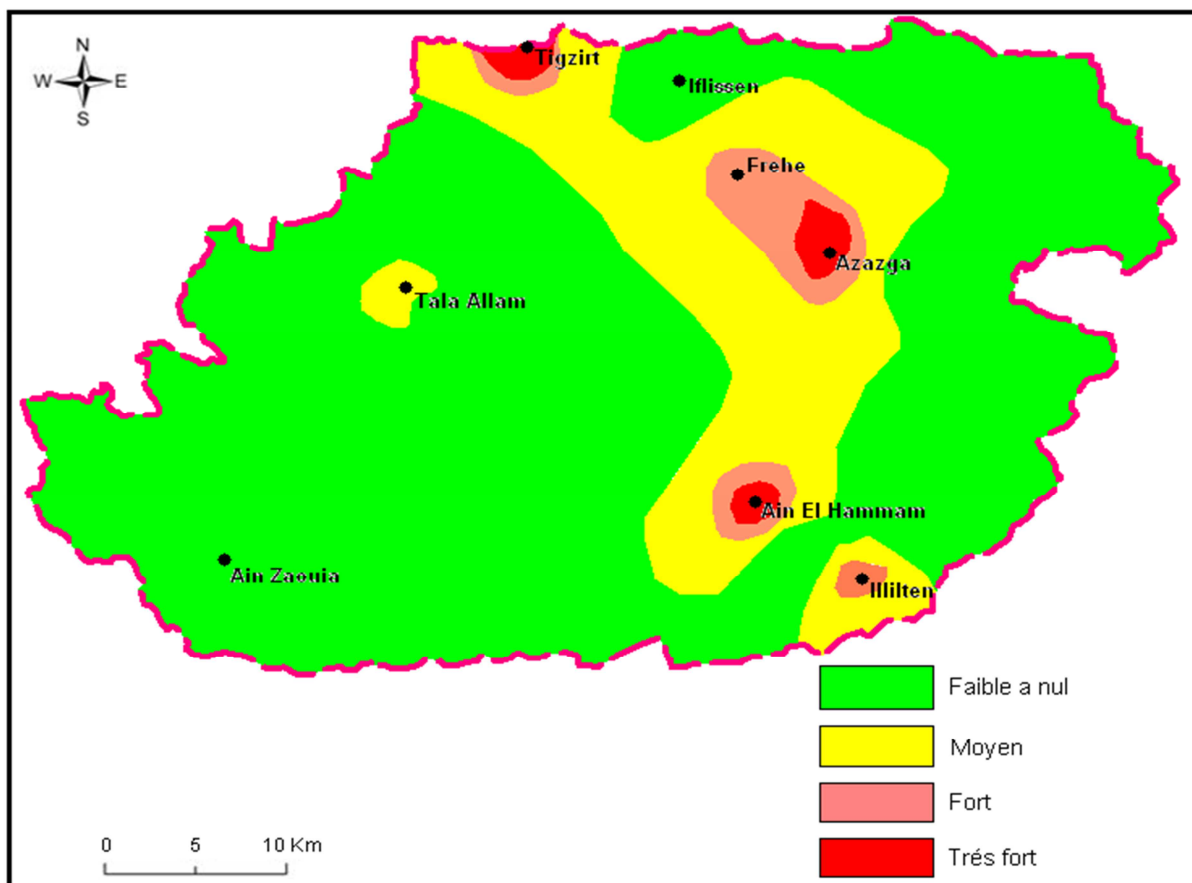 N
W E
S
Tigzirt
Iflissen
Frehe
Azazga
Tala Allam
Ain El Hammam
Ain Zaouia
Illilten
Faible a nul
Moyen
Fort
Trés fort
0 5 10 Km